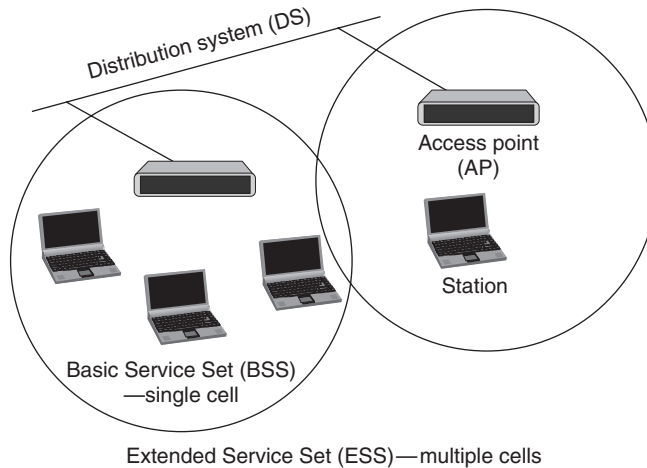 Distribution system (DS)
Access point
(AP)
Station
Basic Service Set (BSS)
—single cell
Extended Service Set (ESS)—multiple cells